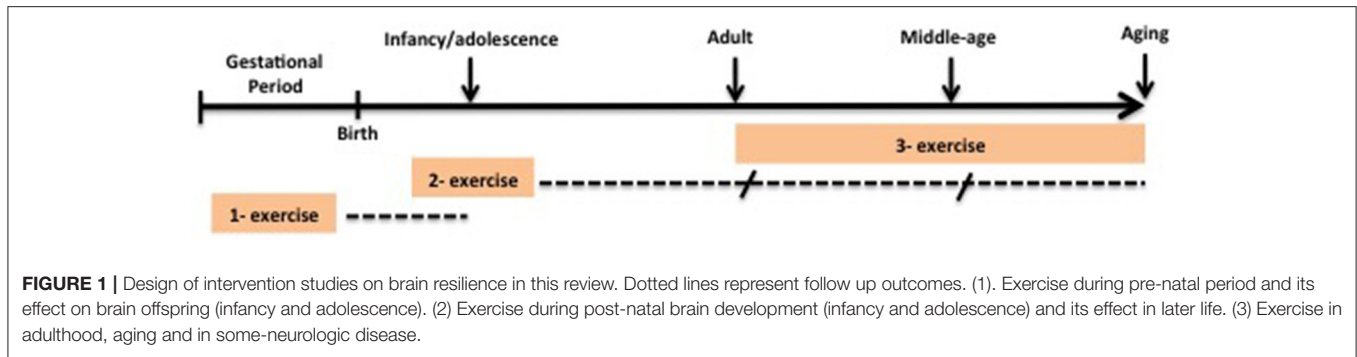 Infancy/adolescence
Adult
Middle-age
Aging
Gestational
Period
Birth
3- exercise
2- exercise
1- exercise
FIGURE 1 | Design of intervention studies on brain resilience in this review. Dotted lines represent follow up outcomes. (1). Exercise during pre-natal period and its
effect on brain offspring (infancy and adolescence). (2) Exercise during post-natal brain development (infancy and adolescence) and its effect in later life. (3) Exercise in
adulthood, aging and in some-neurologic disease.